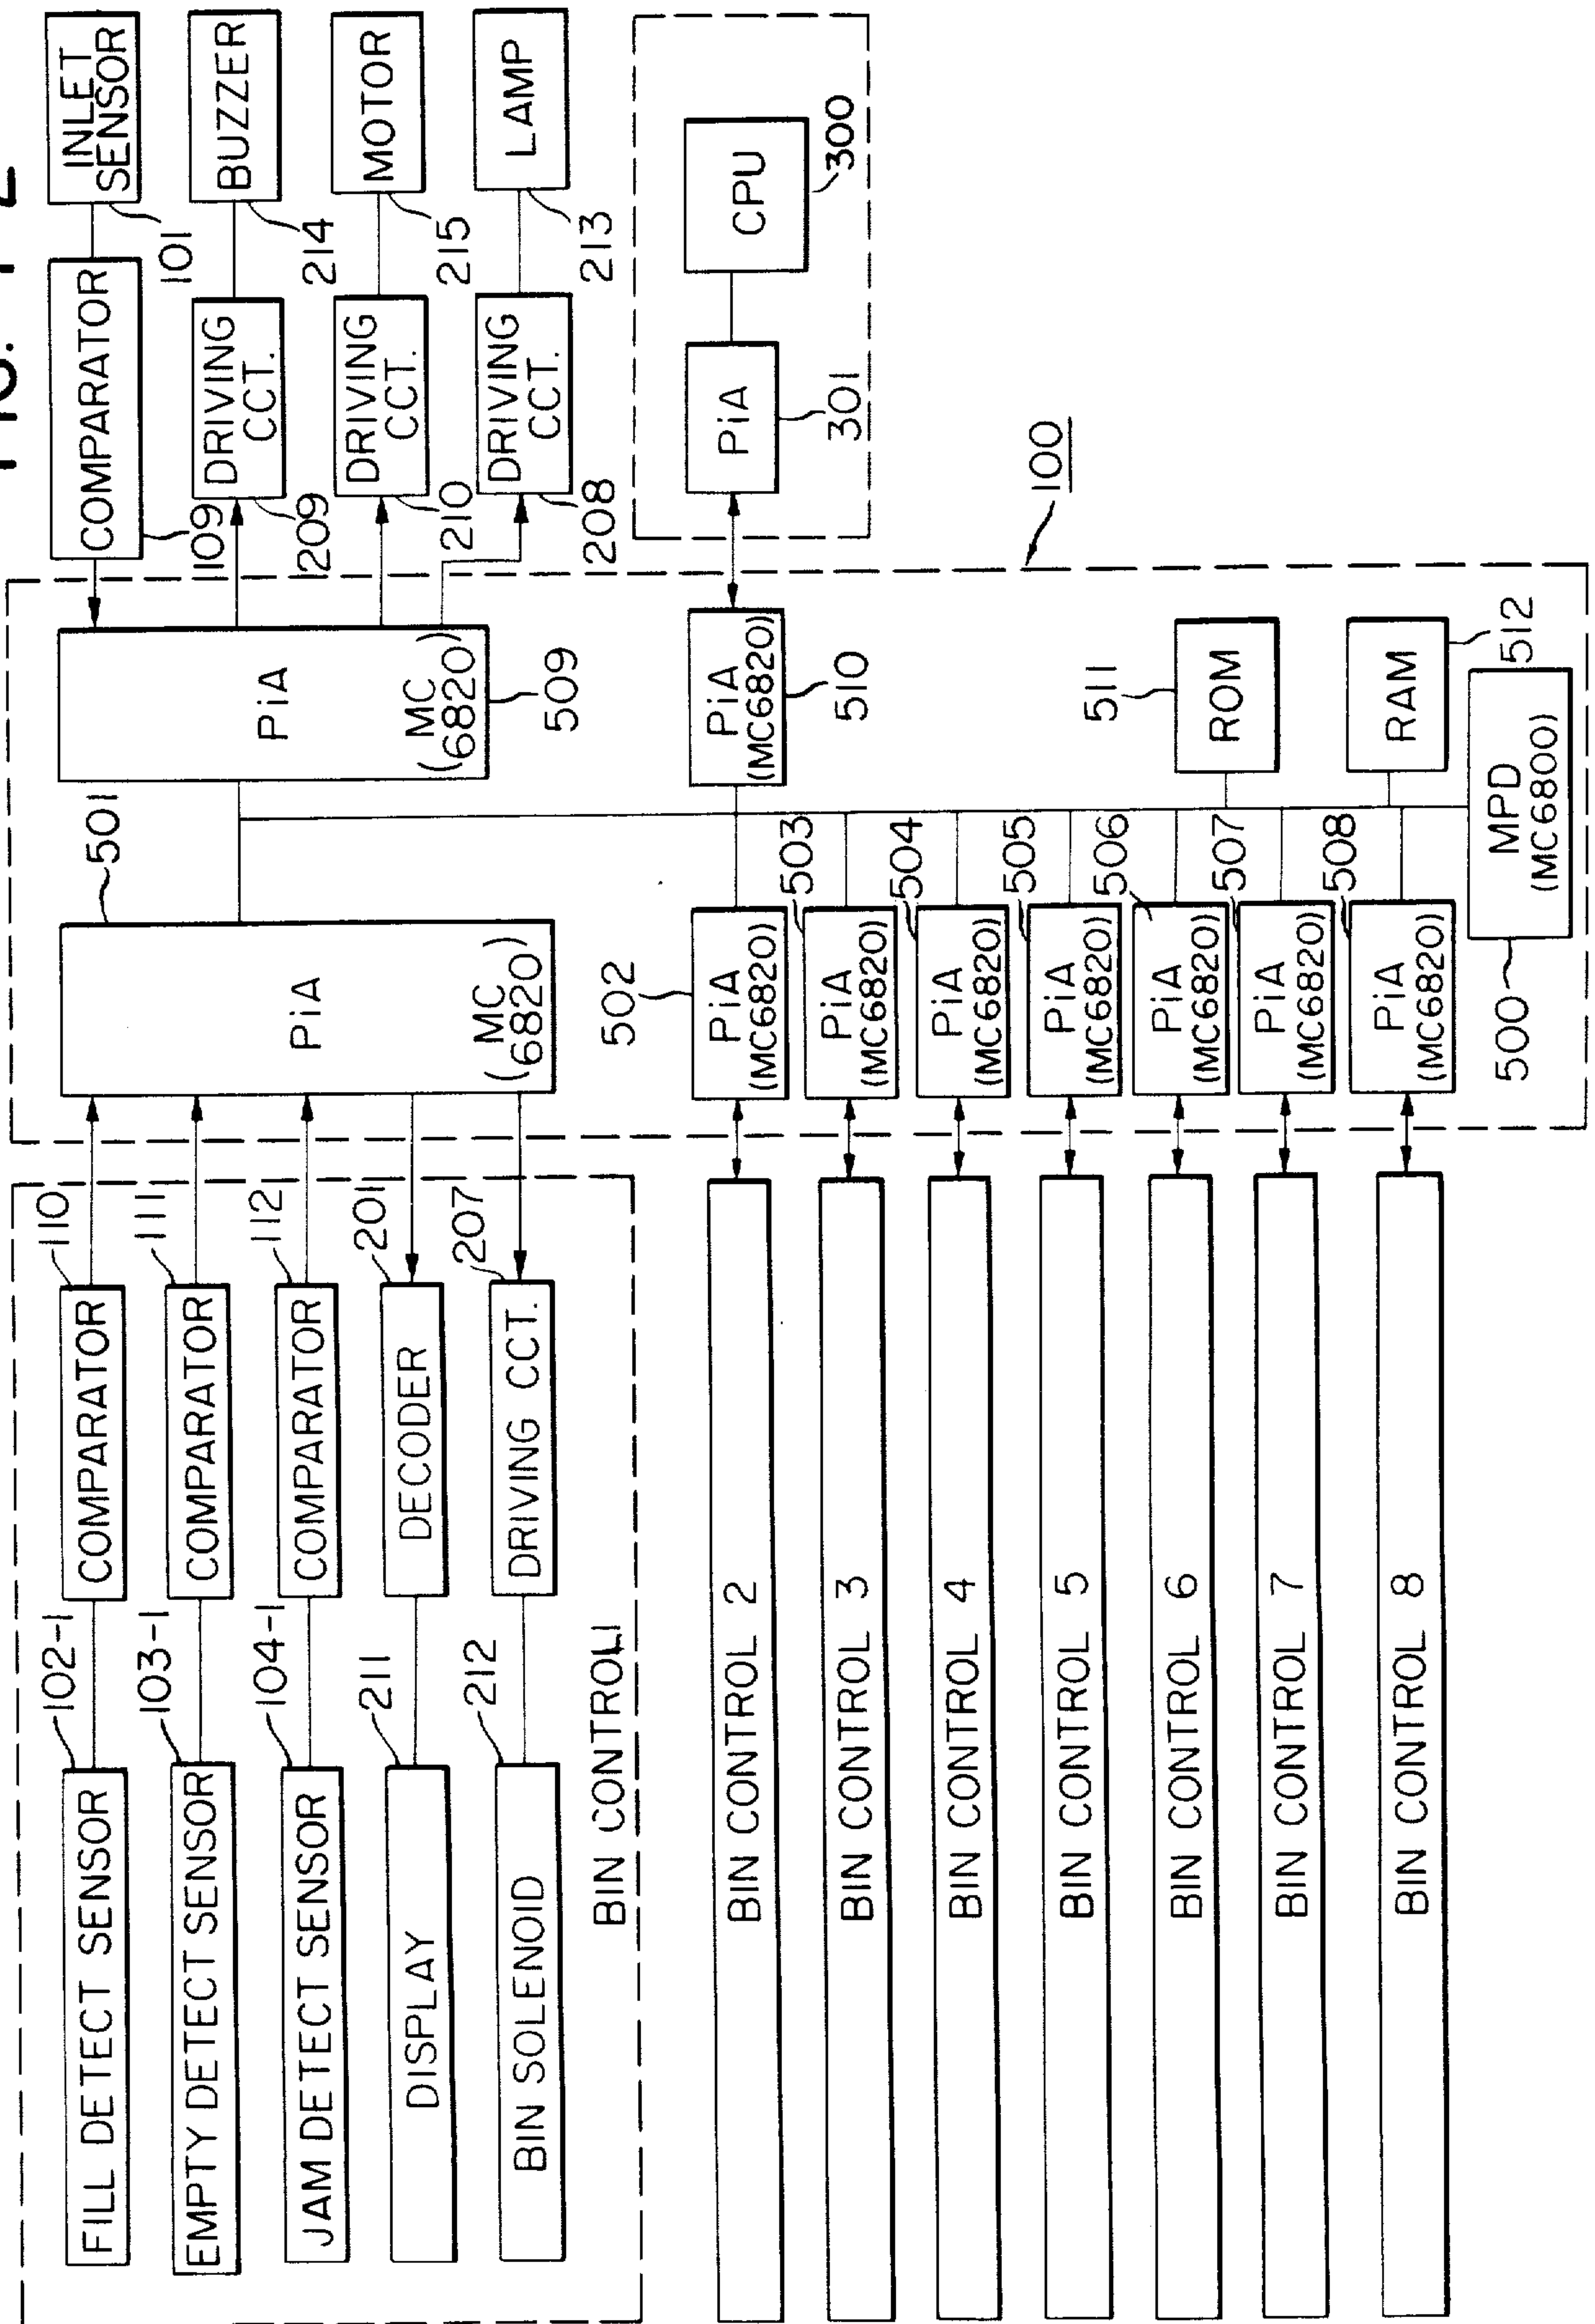 FILL DETECT SENSOR
102-1
COMPARATOR
110
EMPTY DETECT SENSOR
103-1
COMPARATOR
111
JAM DETECT SENSOR
104-1
COMPARATOR
112
DISPLAY
211
DECODER
201
BIN SOLENOID
212
DRIVING CCT.
207
BIN CONTROL 1
BIN CONTROL 2
BIN CONTROL 3
BIN CONTROL 4
BIN CONTROL 5
BIN CONTROL 6
BIN CONTROL 7
BIN CONTROL 8
501
PiA
(MC
6820)
502
PiA
(MC6820)
503
PiA
(MC6820)
504
PiA
(MC6820)
505
PiA
(MC6820)
506
PiA
(MC6820)
507
PiA
(MC6820)
508
PiA
(MC6820)
500
MPD
(MC6800)
PiA
(MC
6820)
509
PiA
(MC6820)
510
511
ROM
RAM
512
100
COMPARATOR
109
INLET
SENSOR
101
DRIVING
CCT.
209
BUZZER
214
DRIVING
CCT.
210
MOTOR
215
DRIVING
CCT.
208
LAMP
213
PiA
301
CPU
300